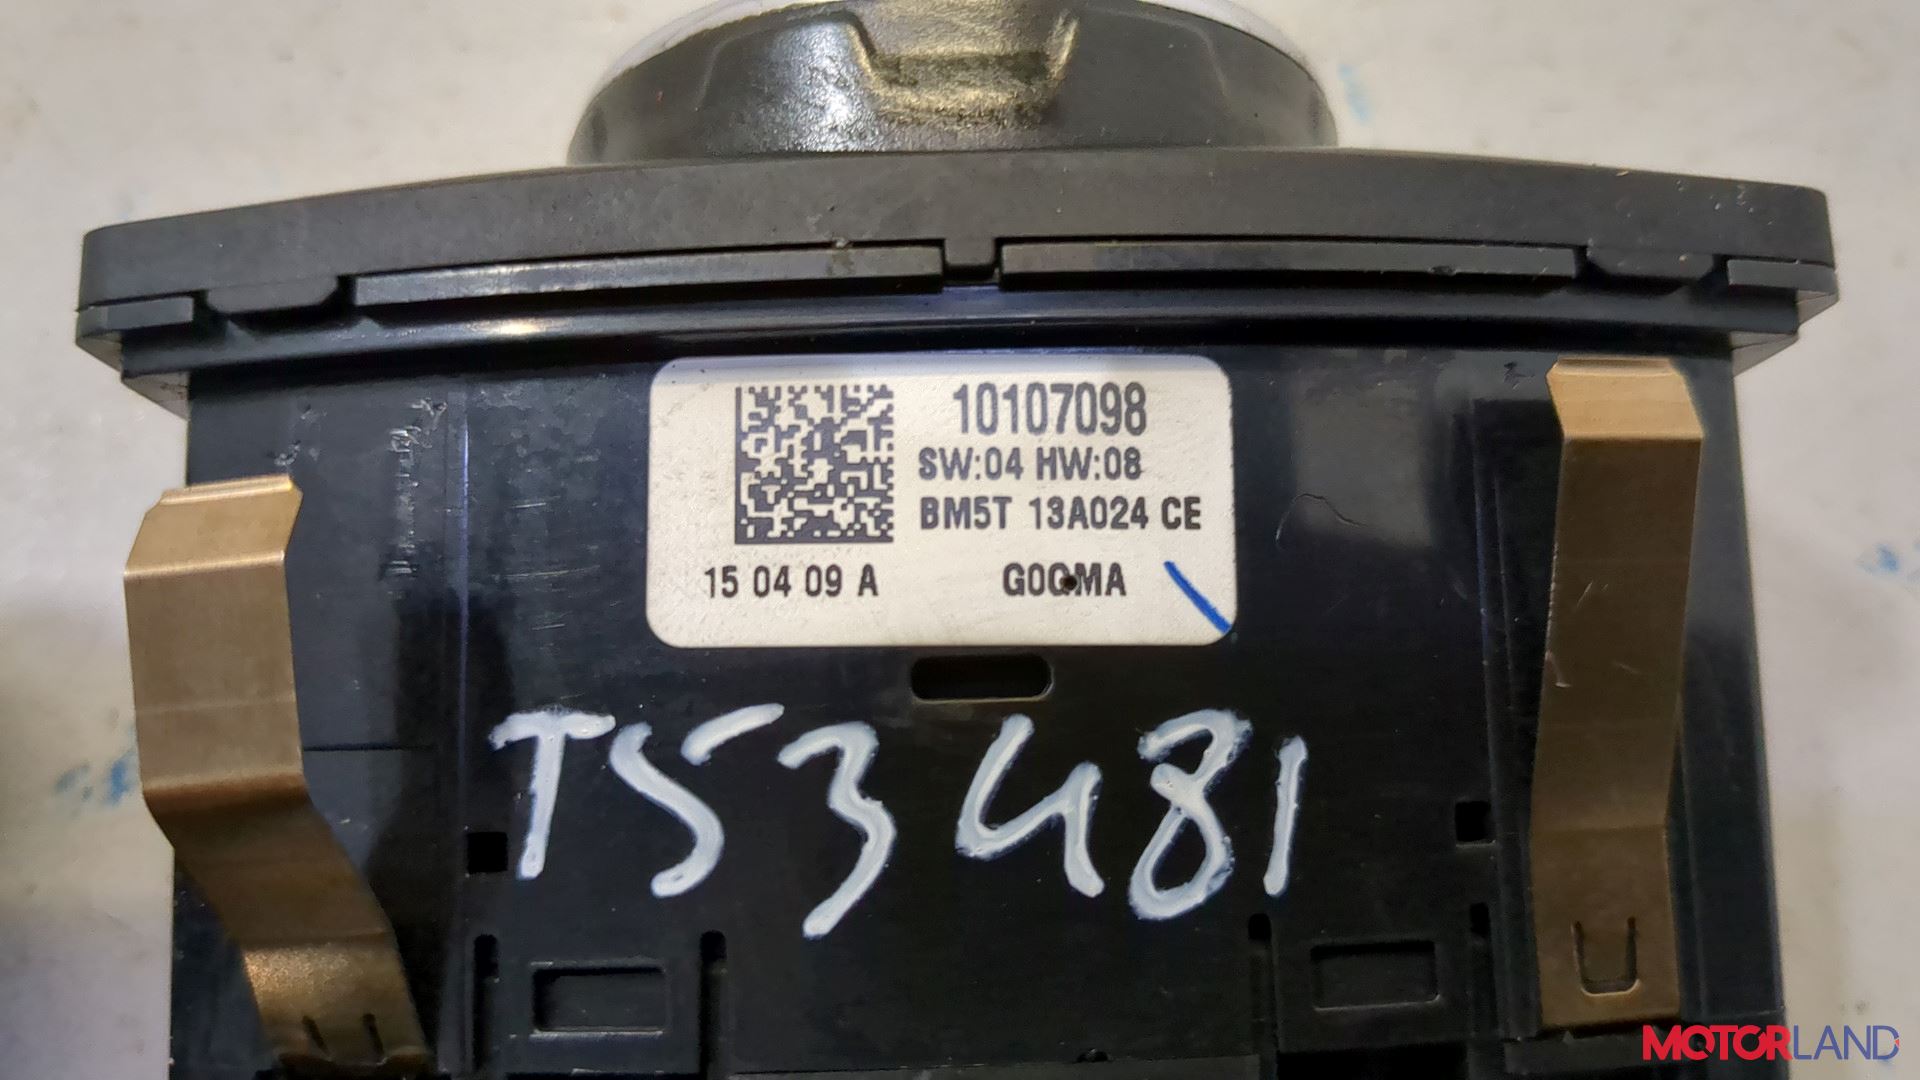 10107098
SW:04 HW:08
BM5T 13A024 CE
15 04 09 A G0QMA
TS3481
MOTORLAND